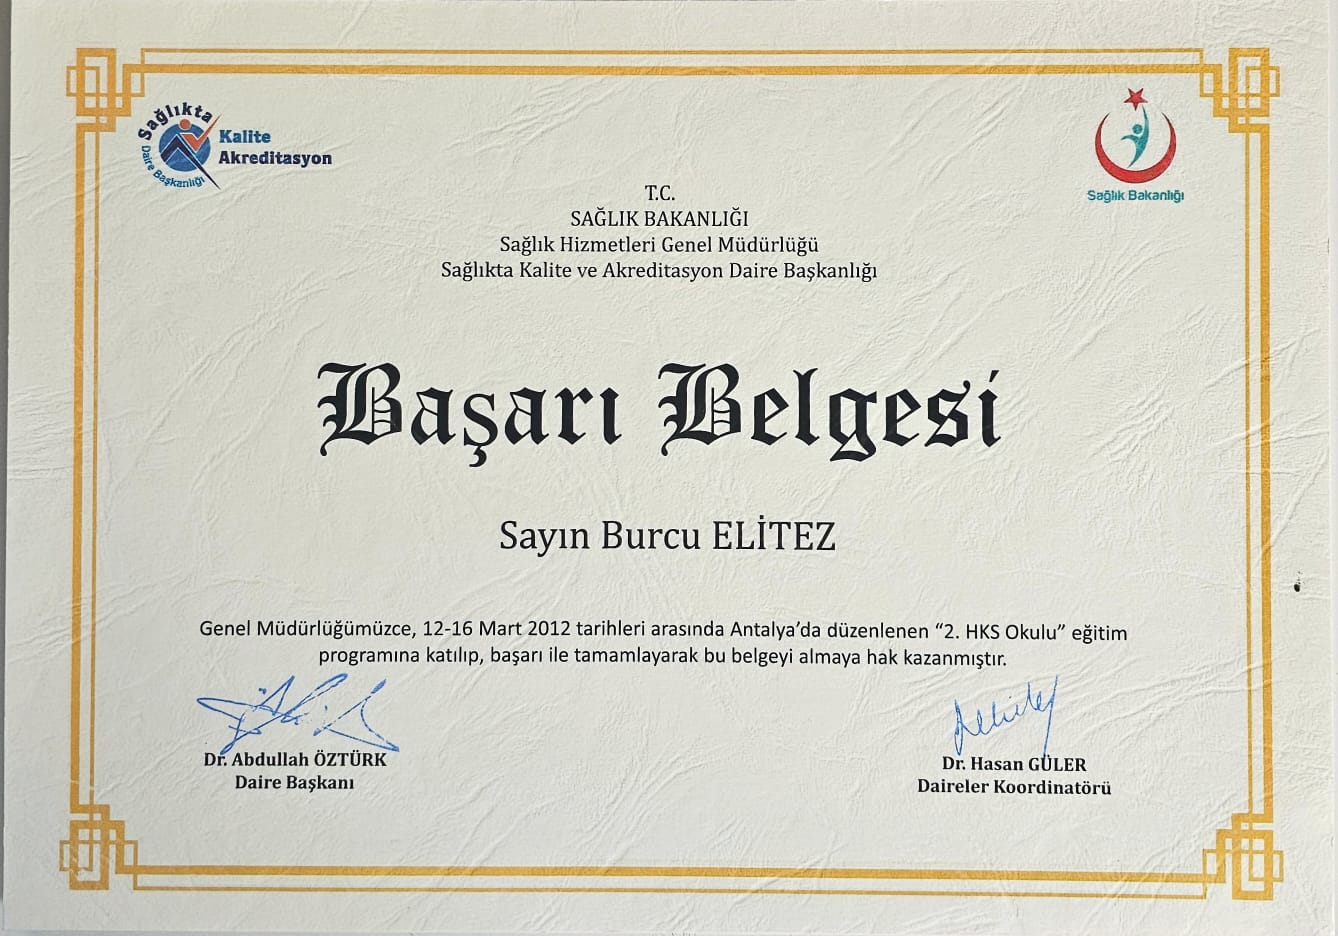 Sağlıkta
Kalite
Akreditasyon
Daire Başkanlığı
Sağlık Bakanlığı
T.C.
SAĞLIK BAKANLIĞI
Sağlık Hizmetleri Genel Müdürlüğü
Sağlıkta Kalite ve Akreditasyon Daire Başkanlığı
Başarı Belgesi
Sayın Burcu ELİTEZ
Genel Müdürlüğümüzce, 12-16 Mart 2012 tarihleri arasında Antalya’da düzenlenen “2. HKS Okulu” eğitim
programına katılıp, başarı ile tamamlayarak bu belgeyi almaya hak kazanmıştır.
Dr. Abdullah ÖZTÜRK
Daire Başkanı
Dr. Hasan GÜLER
Daireler Koordinatörü